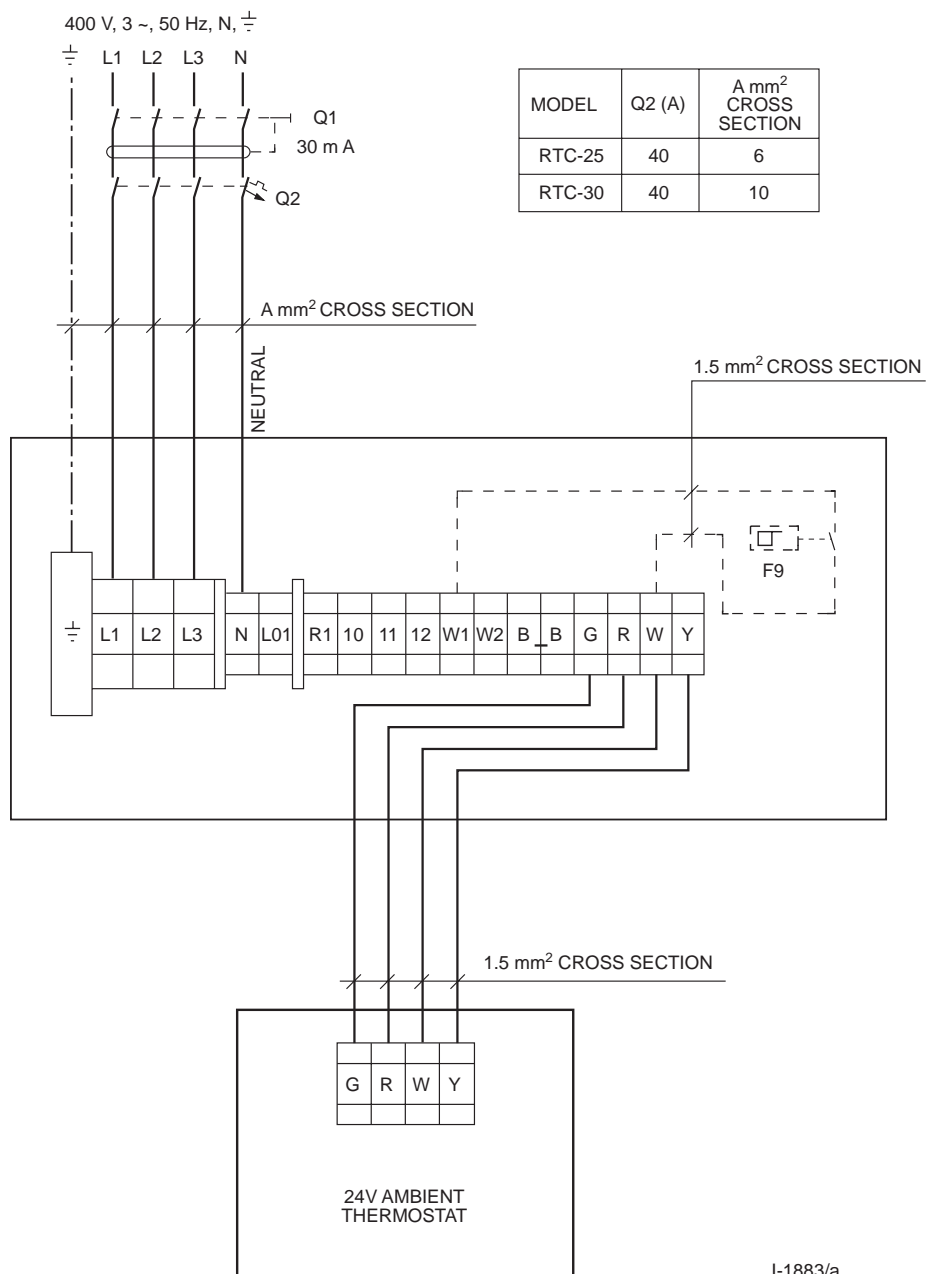 400 V, 3 ~, 50 Hz, N, ⏚
⏚ L1 L2 L3 N
Q1
30 m A
Q2
MODEL Q2 (A) A mm² CROSS SECTION
RTC-25 40 6
RTC-30 40 10
A mm² CROSS SECTION
NEUTRAL
1.5 mm² CROSS SECTION
F9
⏚ L1 L2 L3 N L01 R1 10 11 12 W1 W2 B _ B G R W Y
1.5 mm² CROSS SECTION
G R W Y
24V AMBIENT
THERMOSTAT
I-1883/a